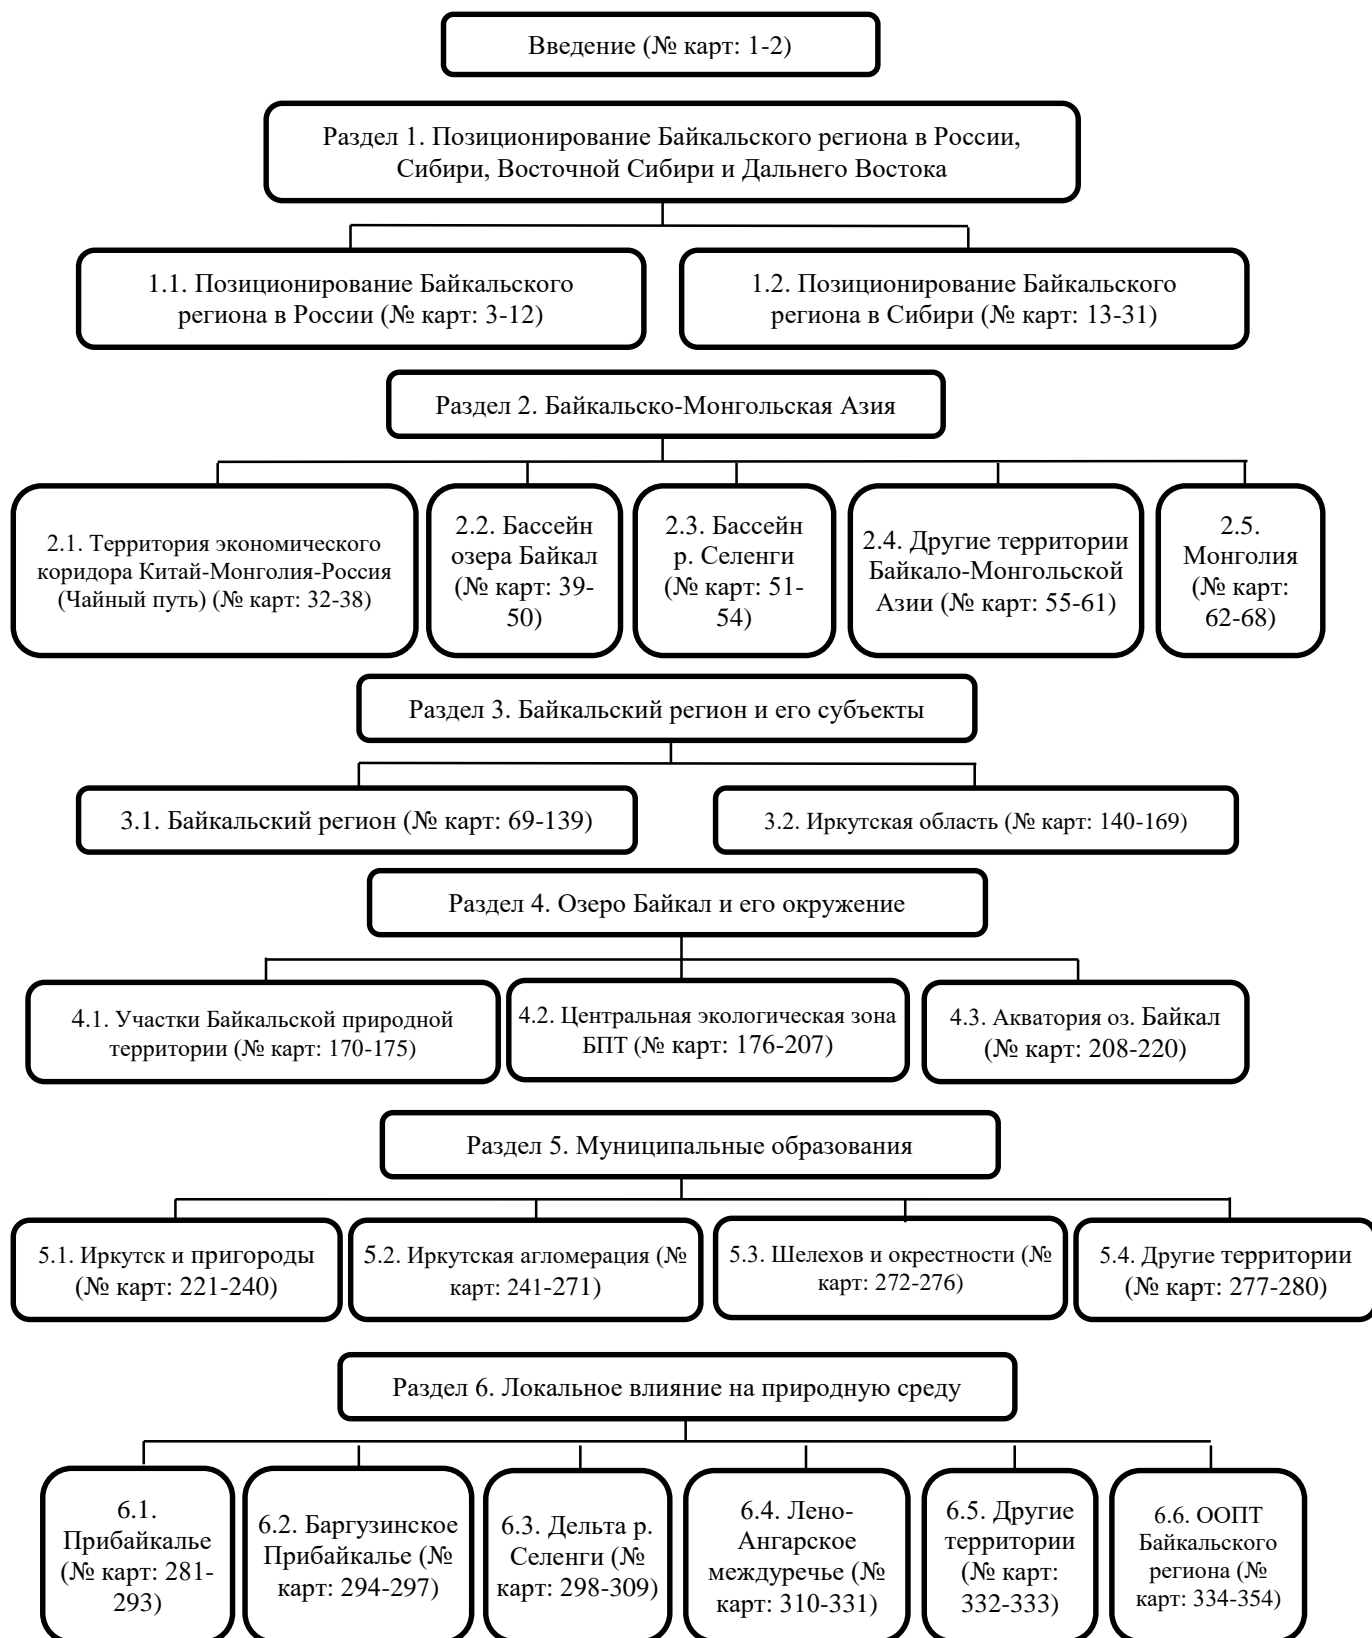 Введение (№ карт: 1-2)
Раздел 1. Позиционирование Байкальского региона в России,
Сибири, Восточной Сибири и Дальнего Востока
1.1. Позиционирование Байкальского
региона в России (№ карт: 3-12)
1.2. Позиционирование Байкальского
региона в Сибири (№ карт: 13-31)
Раздел 2. Байкальско-Монгольская Азия
2.1. Территория экономического
коридора Китай-Монголия-Россия
(Чайный путь) (№ карт: 32-38)
2.2. Бассейн
озера Байкал
(№ карт: 39-
50)
2.3. Бассейн
р. Селенги
(№ карт: 51-
54)
2.4. Другие территории
Байкало-Монгольской
Азии (№ карт: 55-61)
2.5.
Монголия
(№ карт:
62-68)
Раздел 3. Байкальский регион и его субъекты
3.1. Байкальский регион (№ карт: 69-139)
3.2. Иркутская область (№ карт: 140-169)
Раздел 4. Озеро Байкал и его окружение
4.1. Участки Байкальской природной
территории (№ карт: 170-175)
4.2. Центральная экологическая зона
БПТ (№ карт: 176-207)
4.3. Акватория оз. Байкал
(№ карт: 208-220)
Раздел 5. Муниципальные образования
5.1. Иркутск и пригороды
(№ карт: 221-240)
5.2. Иркутская агломерация (№
карт: 241-271)
5.3. Шелехов и окрестности (№
карт: 272-276)
5.4. Другие территории
(№ карт: 277-280)
Раздел 6. Локальное влияние на природную среду
6.1.
Прибайкалье
(№ карт: 281-
293)
6.2. Баргузинское
Прибайкалье (№
карт: 294-297)
6.3. Дельта р.
Селенги (№
карт: 298-309)
6.4. Лено-
Ангарское
междуречье (№
карт: 310-331)
6.5. Другие
территории
(№ карт:
332-333)
6.6. ООПТ
Байкальского
региона (№
карт: 334-354)